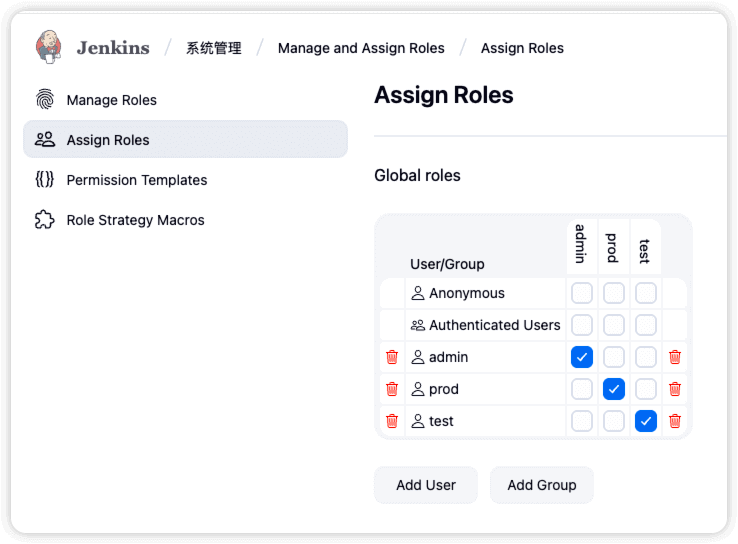 Jenkins / 系统管理 / Manage and Assign Roles / Assign Roles
Manage Roles
Assign Roles
Permission Templates
Role Strategy Macros
Assign Roles
Global roles
User/Group admin prod test
Anonymous
Authenticated Users
admin
prod
test
Add User Add Group